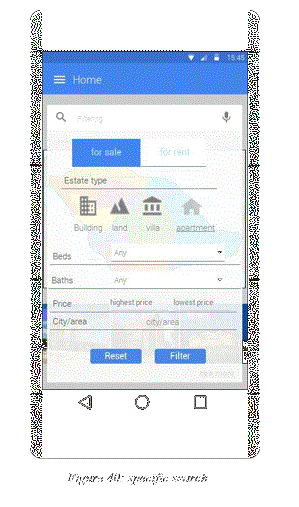 15:45
Home
Filtering
for sale for rent
Estate type
Building land villa apartment
Beds Any
Baths Any
Price highest price lowest price
City/area city/area
Reset Filter
Figure 40: specific search